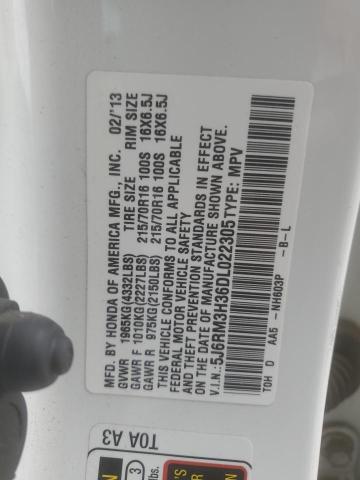 MFD. BY HONDA OF AMERICA MFG., INC. 02/'13
TIRE SIZE RIM SIZE
GVWR 1965KG(4332LBS)
GAWR F 1010KG(2227LBS) 215/70R16 100S 16X6.5J
GAWR R 975KG(2150LBS) 215/70R16 100S 16X6.5J
THIS VEHICLE CONFORMS TO ALL APPLICABLE
FEDERAL MOTOR VEHICLE SAFETY
AND THEFT PREVENTION STANDARDS IN EFFECT
ON THE DATE OF MANUFACTURE SHOWN ABOVE.
V.I.N.:5J6RM3H36DL022305 TYPE: MPV
T0H D AA5 - NH603P -B-L
T0A A3
3
lbs.